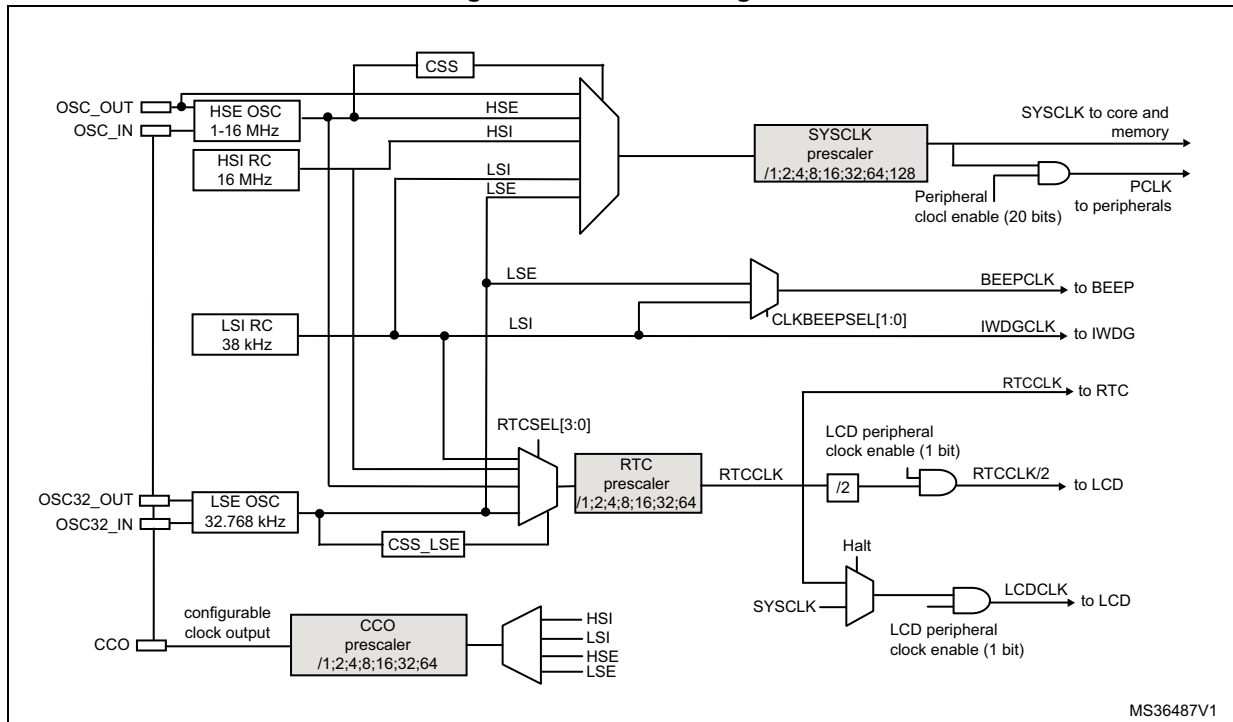 CSS
OSC_OUT
OSC_IN
HSE OSC
1-16 MHz
HSE
HSI
HSI RC
16 MHz
LSI
LSE
SYSCLK
prescaler
/1;2;4;8;16;32;64;128
SYSCLK to core and
memory
PCLK
to peripherals
Peripheral
clocl enable (20 bits)
LSE
BEEPCLK
to BEEP
CLKBEEPSEL[1:0]
LSI RC
38 kHz
LSI
IWDGCLK
to IWDG
RTCCLK
to RTC
RTCSEL[3:0]
LCD peripheral
clock enable (1 bit)
RTC
prescaler
/1;2;4;8;16;32;64
RTCCLK
/2
RTCCLK/2
to LCD
OSC32_OUT
OSC32_IN
LSE OSC
32.768 kHz
CSS_LSE
Halt
SYSCLK
LCDCLK
to LCD
LCD peripheral
clock enable (1 bit)
configurable
clock output
CCO
CCO
prescaler
/1;2;4;8;16;32;64
HSI
LSI
HSE
LSE
MS36487V1